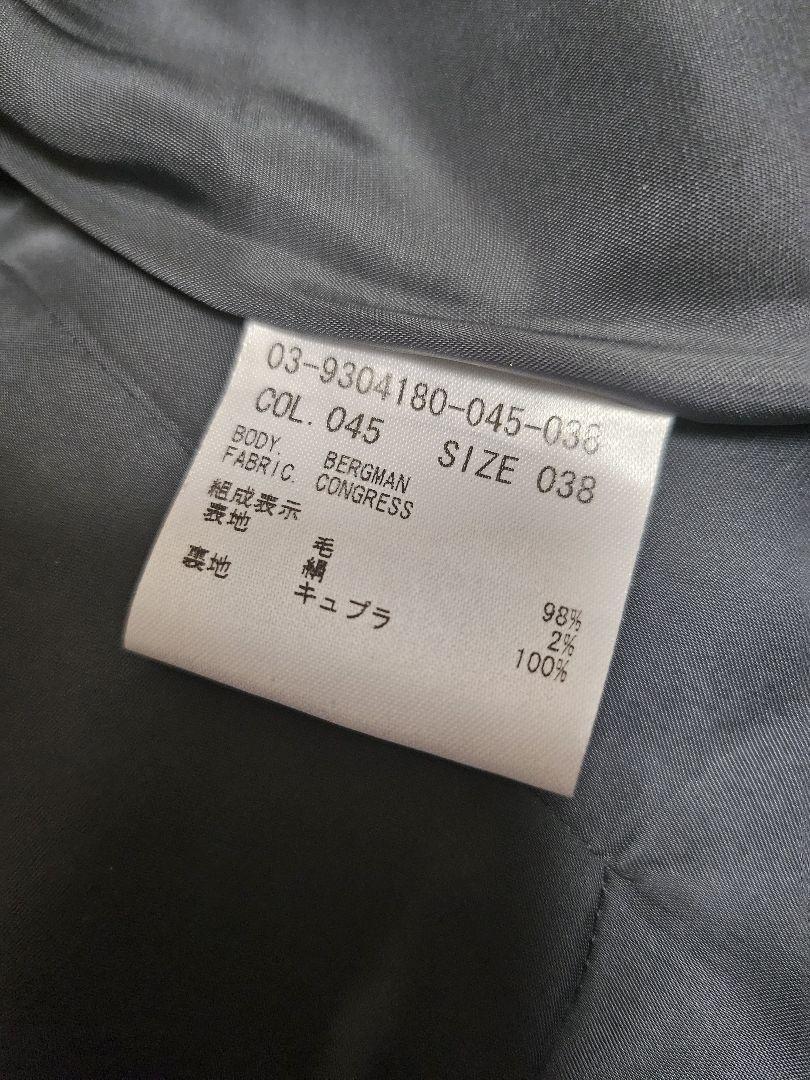 03-9304180-045-038
COL. 045 SIZE 038
BODY. BERGMAN
FABRIC. CONGRESS
組成表示
表地 毛 98%
絹 2%
裏地 キュプラ 100%